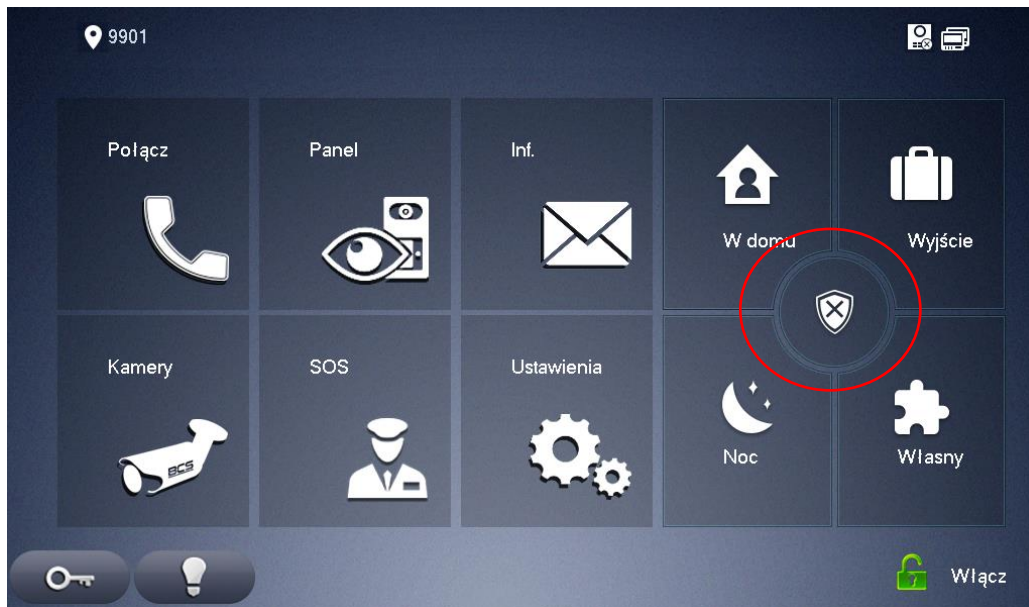 9901
Połącz
Panel
Inf.
W domu
Wyjście
Kamery
BCS
SOS
Ustawienia
Noc
Własny
Włącz